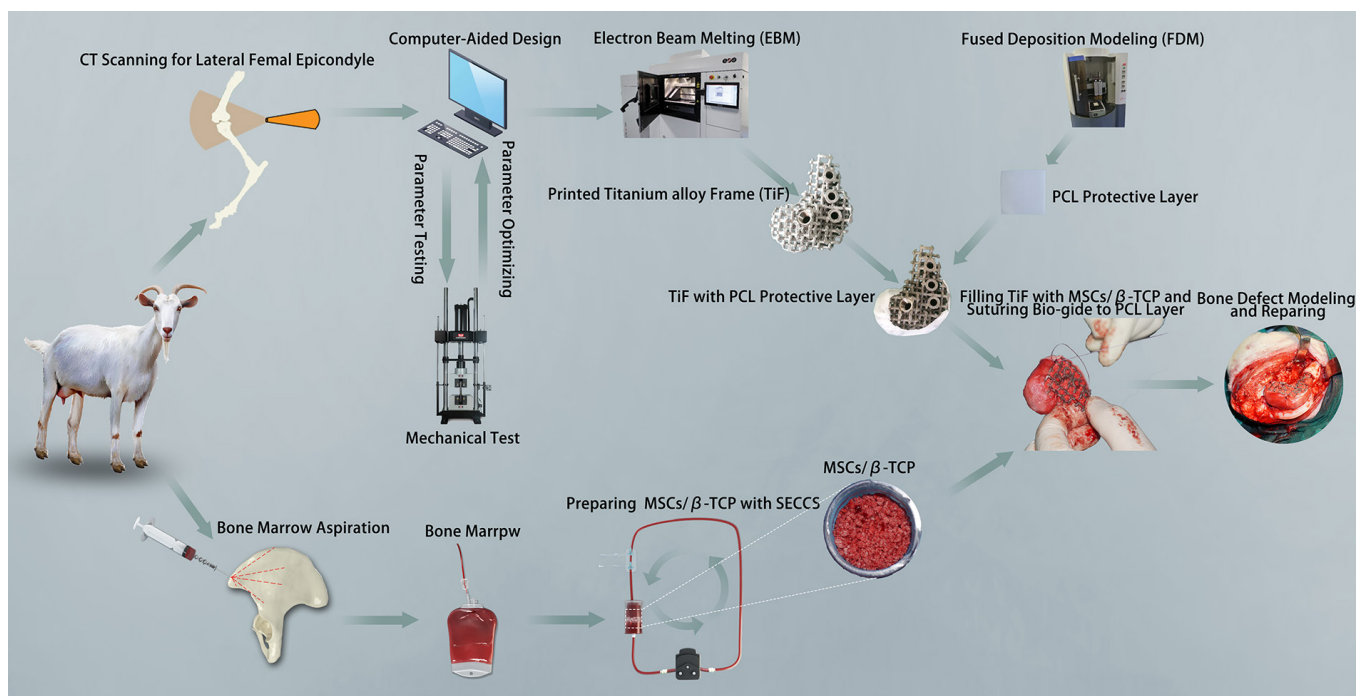 Computer-Aided Design
Electron Beam Melting (EBM)
Fused Deposition Modeling (FDM)
CT Scanning for Lateral Femal Epicondyle
Parameter Testing
Parameter Optimizing
Printed Titanium alloy Frame (TiF)
PCL Protective Layer
TiF with PCL Protective Layer
Filling TiF with MSCs/β-TCP and
Suturing Bio-gide to PCL Layer
Bone Defect Modeling
and Reparing
Mechanical Test
MSCs/β-TCP
Preparing MSCs/β-TCP with SECCS
Bone Marrow Aspiration
Bone Marrpw